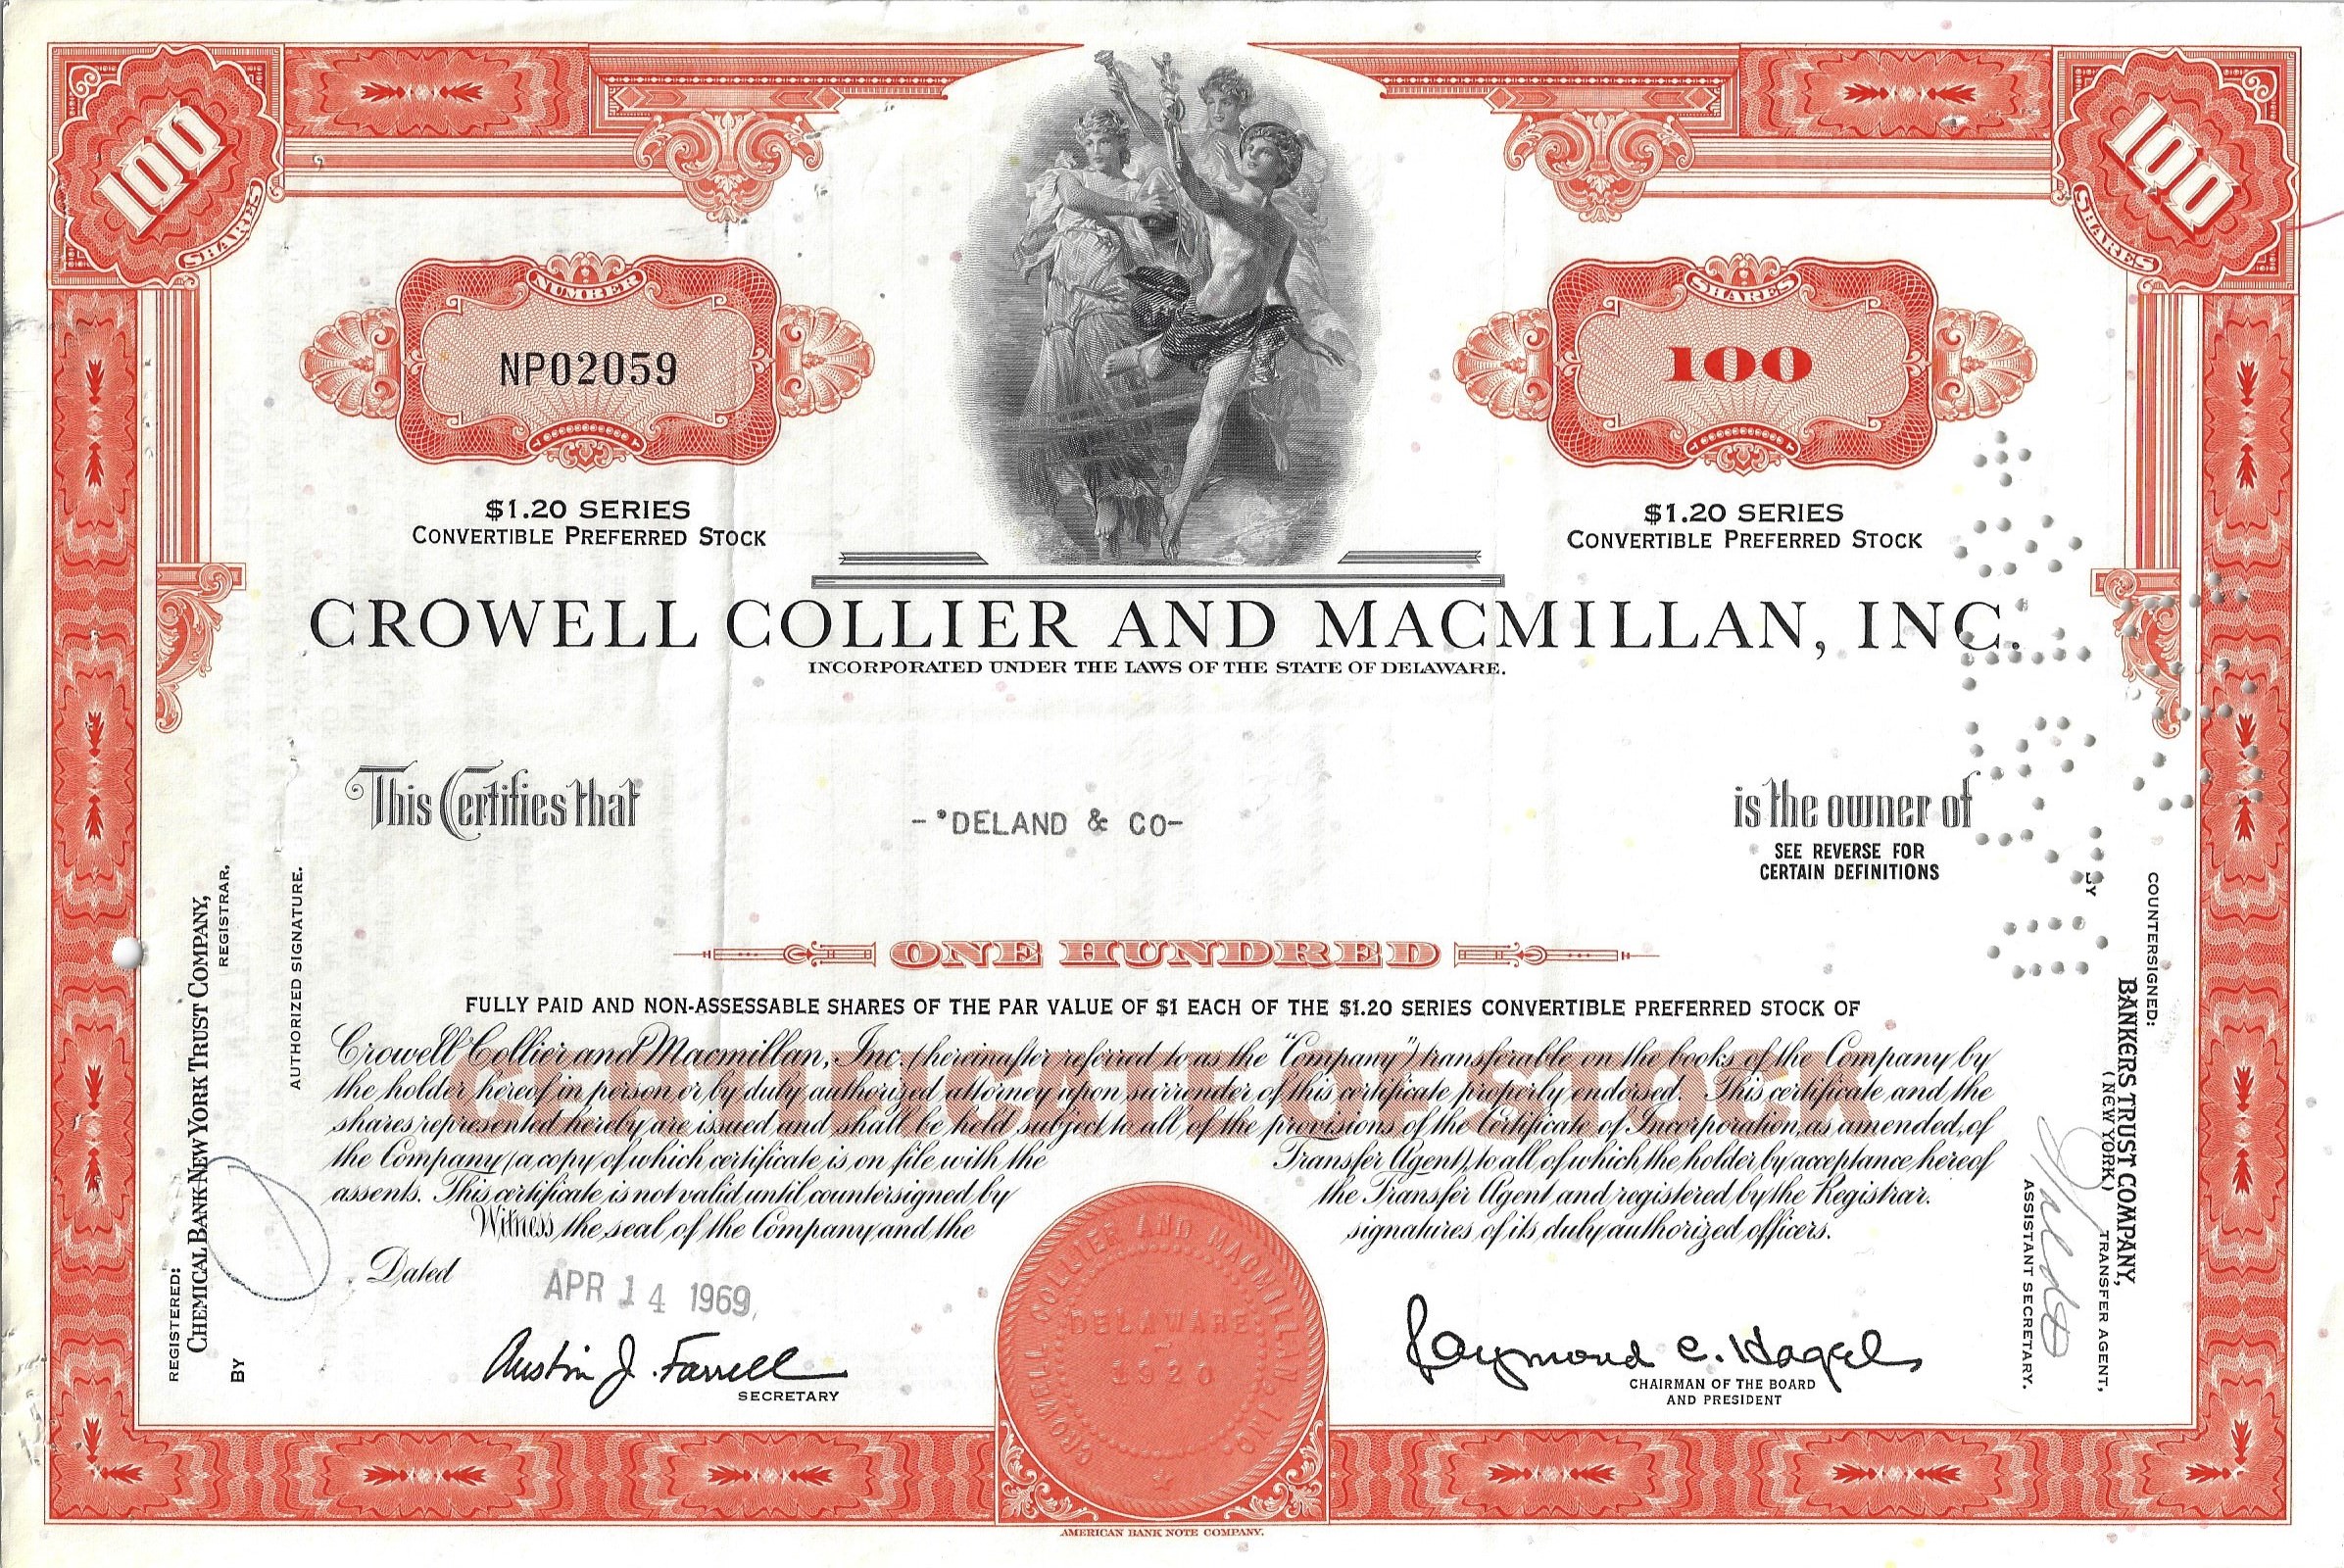 100
SHARES
100
SHARES
NUMBER
NP02059
SHARES
100
$1.20 SERIES
CONVERTIBLE PREFERRED STOCK
$1.20 SERIES
CONVERTIBLE PREFERRED STOCK
CROWELL COLLIER AND MACMILLAN, INC.
INCORPORATED UNDER THE LAWS OF THE STATE OF DELAWARE.
This Certifies that
-*DELAND & CO-
is the owner of
SEE REVERSE FOR
CERTAIN DEFINITIONS
ONE HUNDRED
FULLY PAID AND NON-ASSESSABLE SHARES OF THE PAR VALUE OF $1 EACH OF THE $1.20 SERIES CONVERTIBLE PREFERRED STOCK OF
Crowell Collier and Macmillan, Inc. (hereinafter referred to as the "Company") transferable on the books of the Company by
the holder hereof in person or by duly authorized attorney upon surrender of this certificate properly endorsed. This certificate and the
shares represented hereby are issued and shall be held subject to all of the provisions of the Certificate of Incorporation, as amended, of
the Company (a copy of which certificate is on file with the Transfer Agent), to all of which the holder by acceptance hereof
assents. This certificate is not valid until countersigned by the Transfer Agent and registered by the Registrar.
Witness the seal of the Company and the signatures of its duly authorized officers.
CERTIFICATE OF STOCK
Dated
APR 14 1969
Austin J. Farrell
SECRETARY
CROWELL COLLIER AND MACMILLAN, INC.
DELAWARE
1920
Raymond C. Hagel
CHAIRMAN OF THE BOARD
AND PRESIDENT
REGISTERED:
CHEMICAL BANK NEW YORK TRUST COMPANY,
REGISTRAR.
BY
AUTHORIZED SIGNATURE.
COUNTERSIGNED:
BANKERS TRUST COMPANY,
(NEW YORK)
TRANSFER AGENT,
BY
ASSISTANT SECRETARY.
AMERICAN BANK NOTE COMPANY.